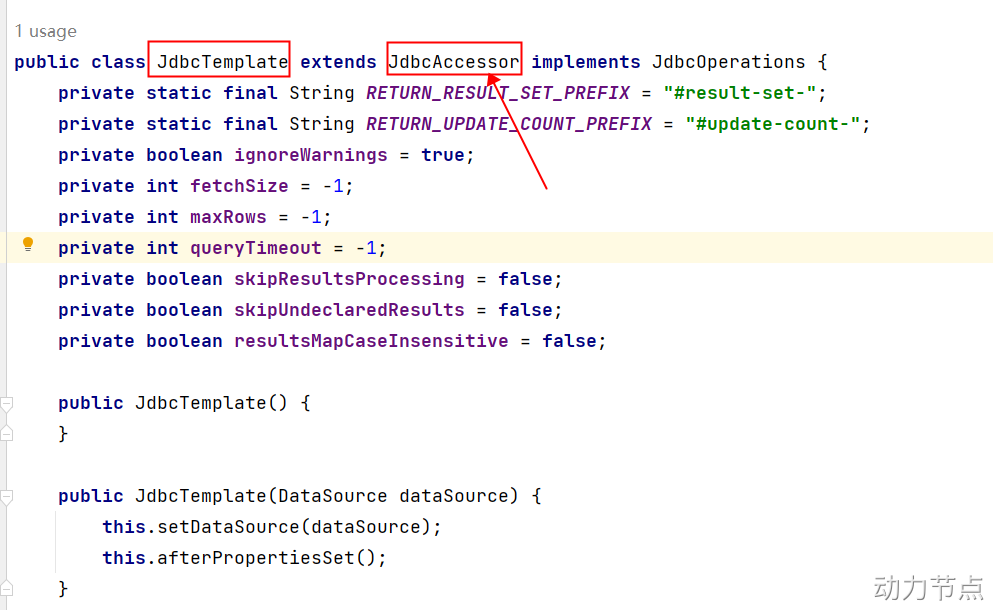 1 usage
public class JdbcTemplate extends JdbcAccessor implements JdbcOperations {
    private static final String RETURN_RESULT_SET_PREFIX = "#result-set-";
    private static final String RETURN_UPDATE_COUNT_PREFIX = "#update-count-";
    private boolean ignoreWarnings = true;
    private int fetchSize = -1;
    private int maxRows = -1;
    private int queryTimeout = -1;
    private boolean skipResultsProcessing = false;
    private boolean skipUndeclaredResults = false;
    private boolean resultsMapCaseInsensitive = false;
    public JdbcTemplate() {
    }
    public JdbcTemplate(DataSource dataSource) {
        this.setDataSource(dataSource);
        this.afterPropertiesSet();
    }
动力节点